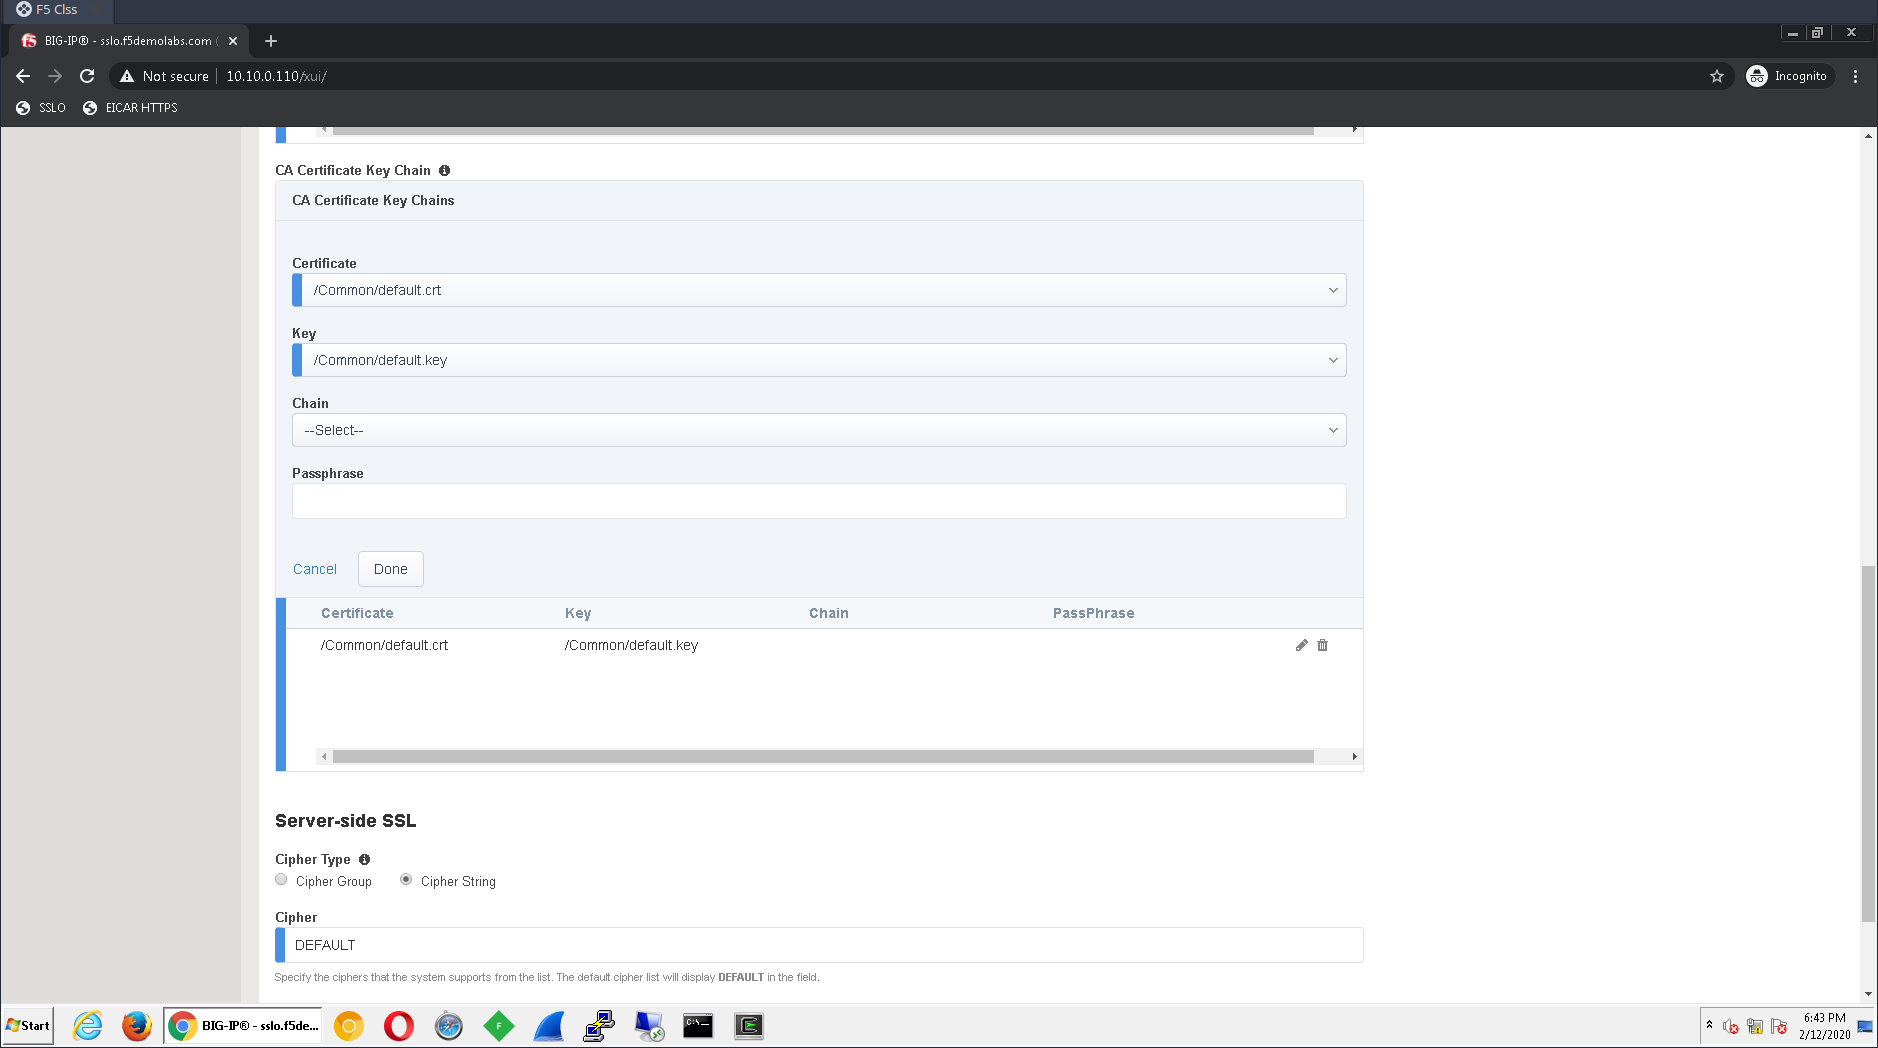 F5 Clss
BIG-IP® - sslo.f5demolabs.com (
Not secure
10.10.0.110/xui/
Incognito
SSLO
EICAR HTTPS
CA Certificate Key Chain
CA Certificate Key Chains
Certificate
/Common/default.crt
Key
/Common/default.key
Chain
--Select--
Passphrase
Cancel
Done
Certificate Key Chain PassPhrase
/Common/default.crt /Common/default.key
Server-side SSL
Cipher Type
Cipher Group Cipher String
Cipher
DEFAULT
Specify the ciphers that the system supports from the list. The default cipher list will display DEFAULT in the field.
Start
BIG-IP® - sslo.f5de...
F
C:\_
6:43 PM
2/12/2020